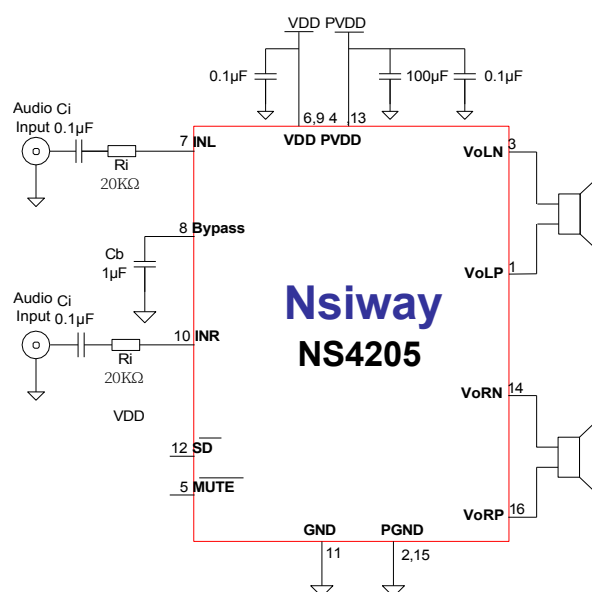 VDD PVDD
0.1µF
100µF
0.1µF
6,9 4 13
VDD PVDD
Audio Ci
Input 0.1µF
Ri
20KΩ
7 INL
8 Bypass
Cb
1µF
Audio Ci
Input 0.1µF
Ri
20KΩ
10 INR
VDD
12 SD
5 MUTE
Nsiway
NS4205
VoLN 3
VoLP 1
VoRN 14
VoRP 16
GND PGND
11 2,15